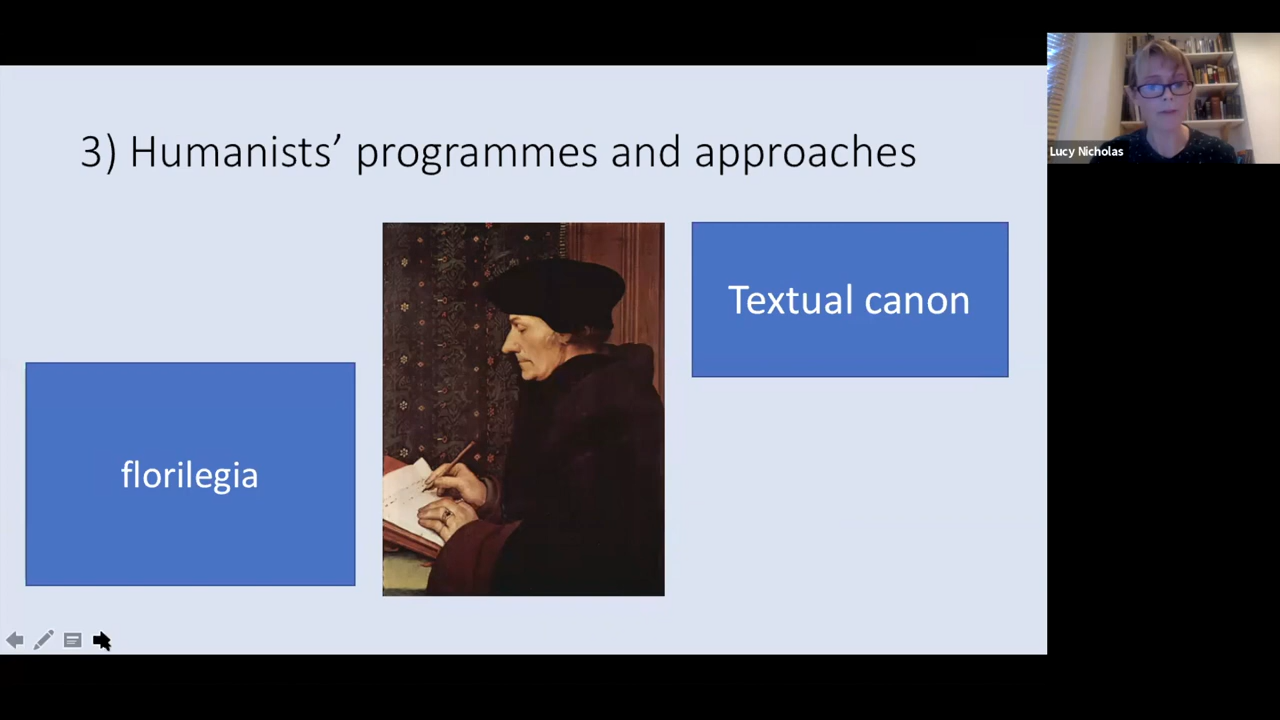 3) Humanists’ programmes and approaches
Textual canon
florilegia
Lucy Nicholas